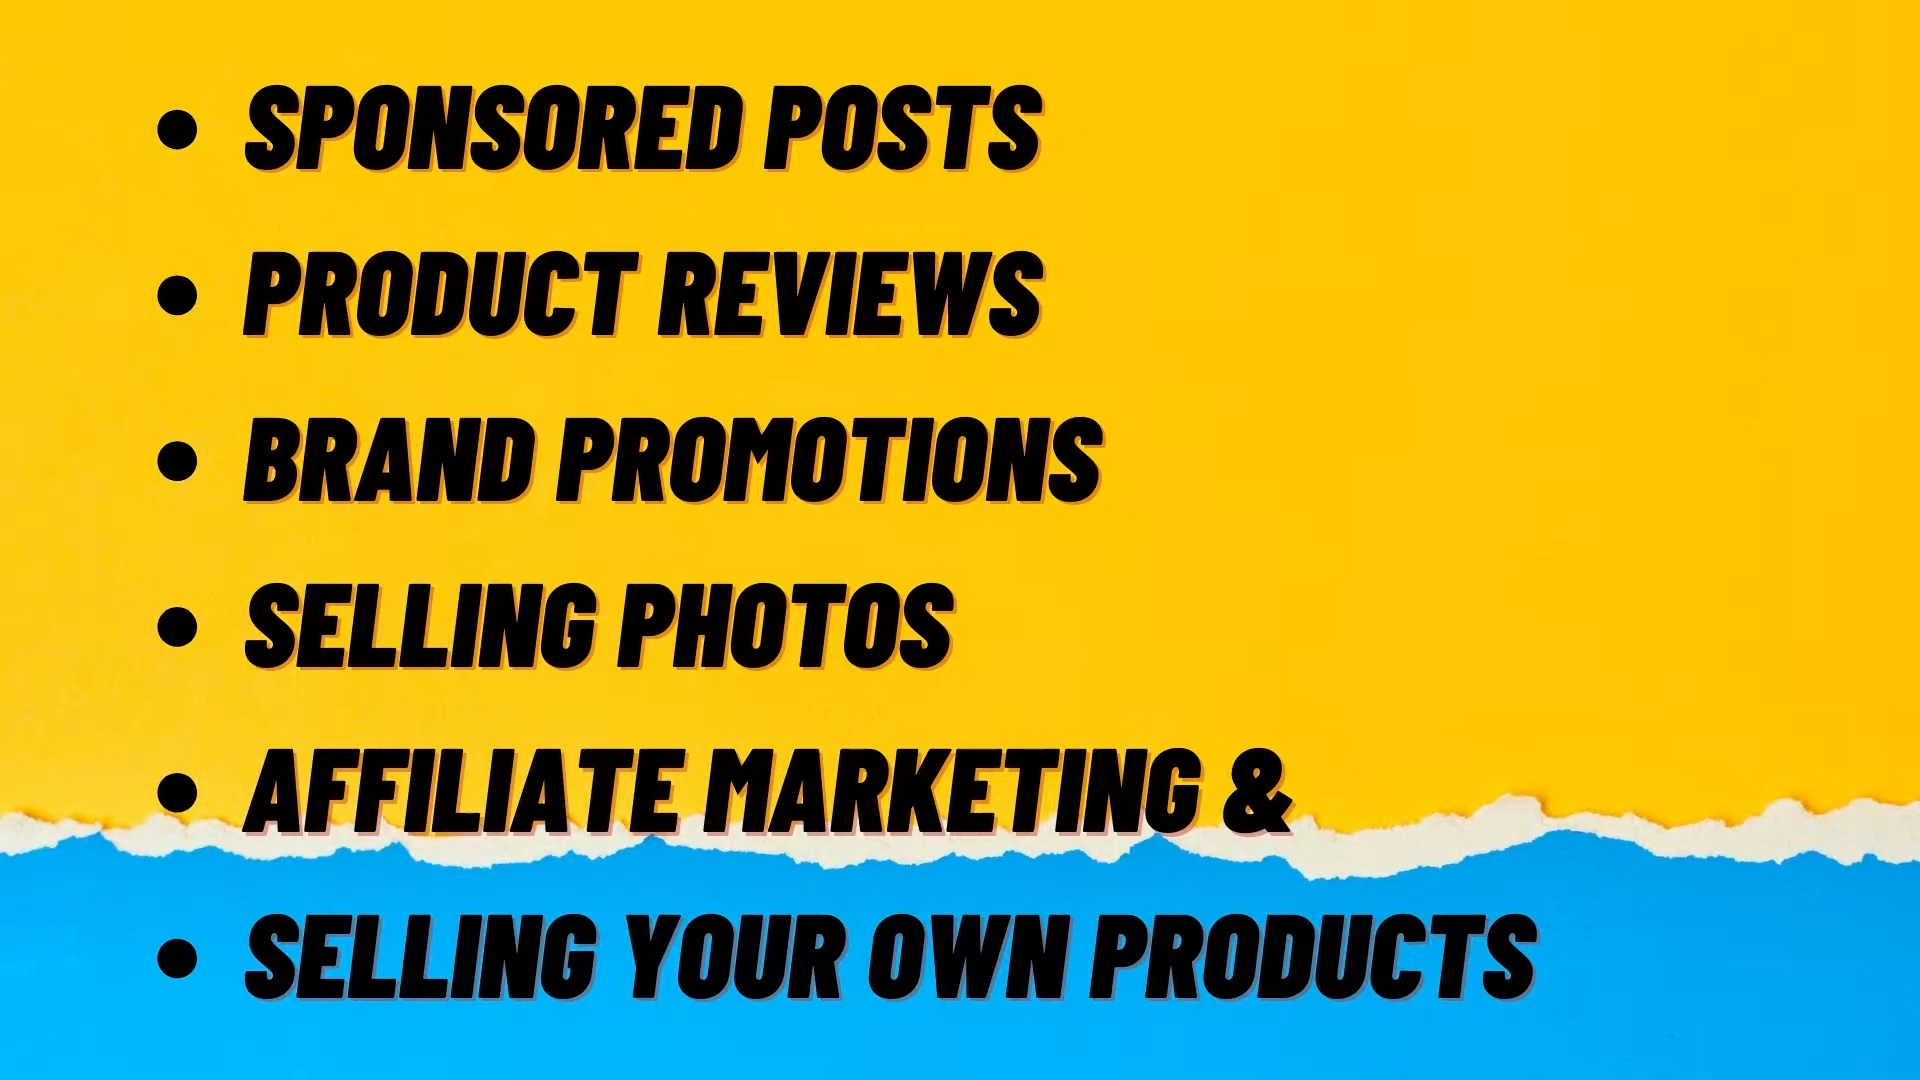 • SPONSORED POSTS
• PRODUCT REVIEWS
• BRAND PROMOTIONS
• SELLING PHOTOS
• AFFILIATE MARKETING &
• SELLING YOUR OWN PRODUCTS